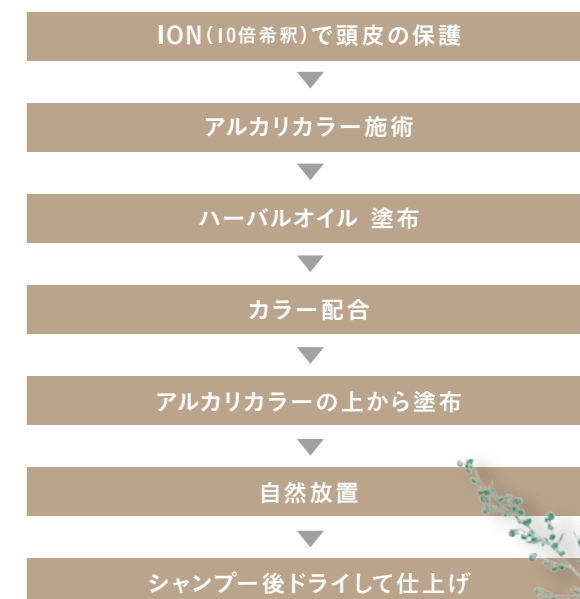 ION(10倍希釈)で頭皮の保護
アルカリカラー施術
ハーバルオイル 塗布
カラー配合
アルカリカラーの上から塗布
自然放置
シャンプー後ドライして仕上げ